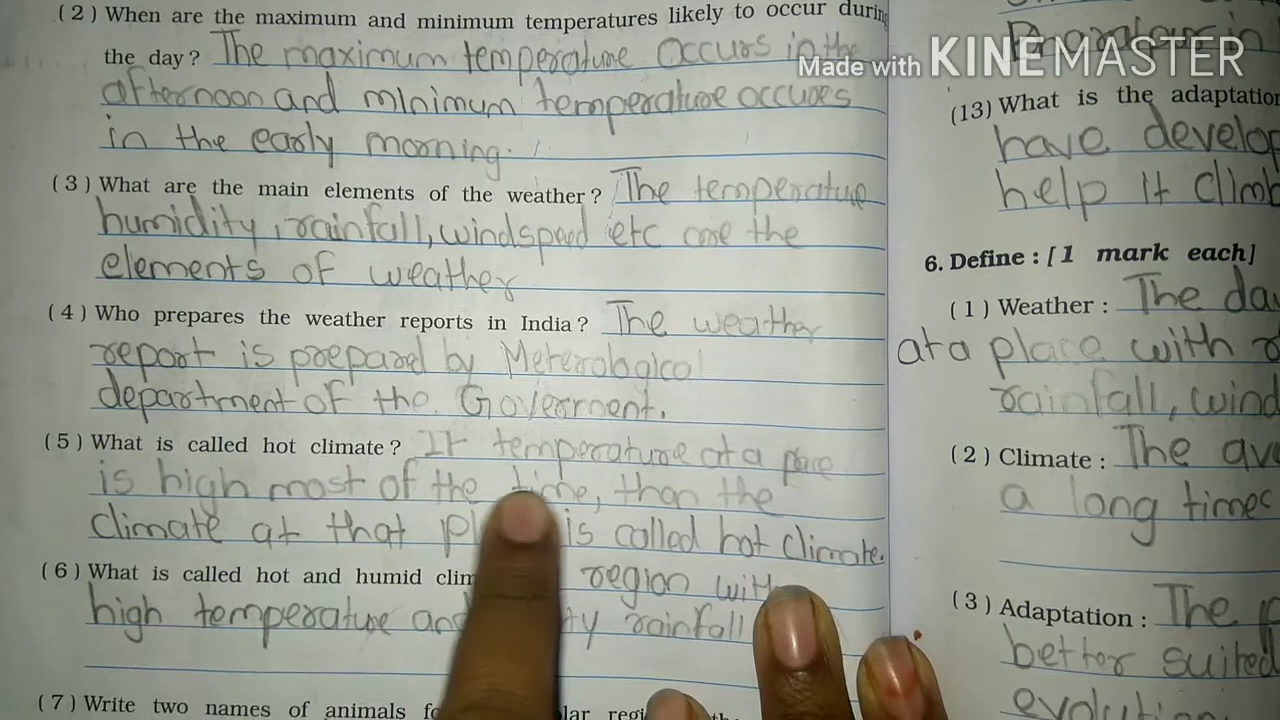 (2) When are the maximum and minimum temperatures likely to occur during
the day? The maximum temperature occurs in the
afternoon and minimum temperature occures
in the early morning.
(3) What are the main elements of the weather? The temperature
humidity, rainfall, windspeed etc are the
elements of weather
(4) Who prepares the weather reports in India? The weather
report is prepared by Meterological
department of the Goverment.
(5) What is called hot climate? If temperature at a place
is high most of the time, than the
climate at that is called hot climate.
(6) What is called hot and humid region with
high temperature and rainfall
(7) Write two names of animals
Made with KINEMASTER
(13) What is the adaptation
have develop
help it climb
6. Define : [1 mark each]
(1) Weather : The day
at a place with
rainfall, wind
(2) Climate : The
a long times
(3) Adaptation : The
better suited